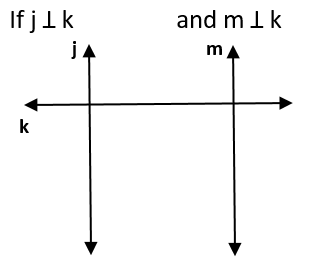 If j ⊥ k and m ⊥ k
j m
k